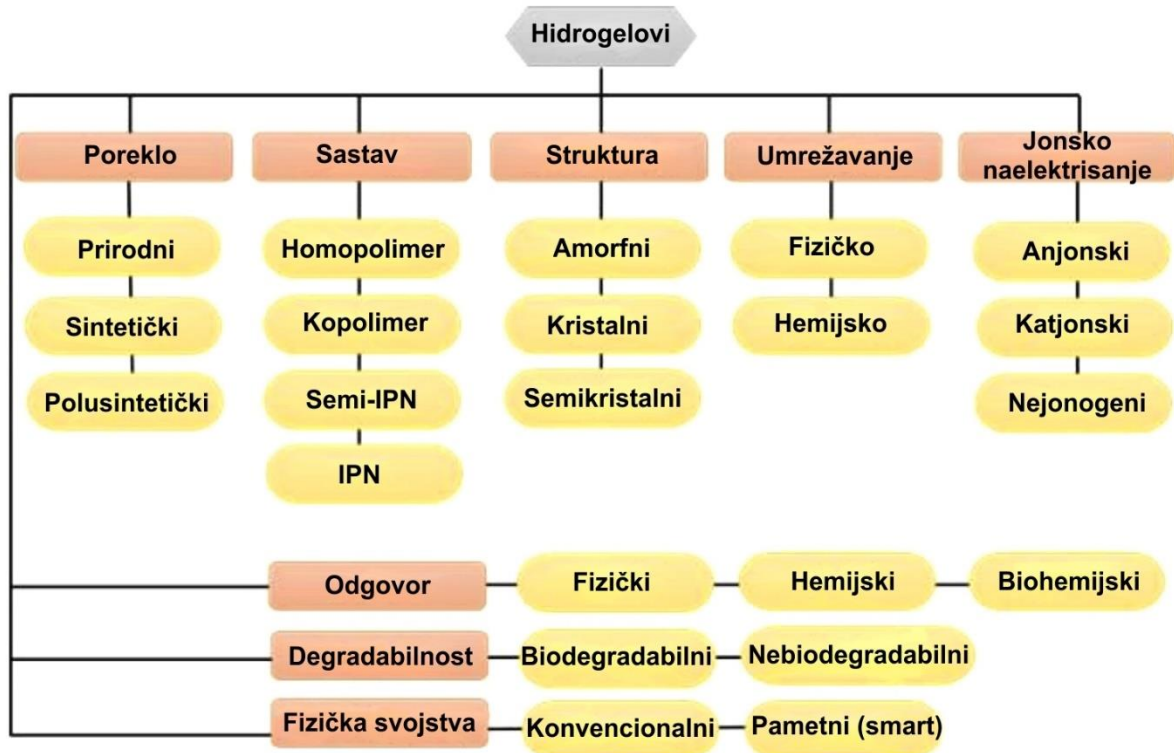 Hidrogelovi
Poreklo
Sastav
Struktura
Umrežavanje
Jonsko
naelektrisanje
Prirodni
Sintetički
Polusintetički
Homopolimer
Kopolimer
Semi-IPN
IPN
Amorfni
Kristalni
Semikristalni
Fizičko
Hemijsko
Anjonski
Katjonski
Nejonogeni
Odgovor
Fizički
Hemijski
Biohemijski
Degradabilnost
Biodegradabilni
Nebiodegradabilni
Fizička svojstva
Konvencionalni
Pametni (smart)